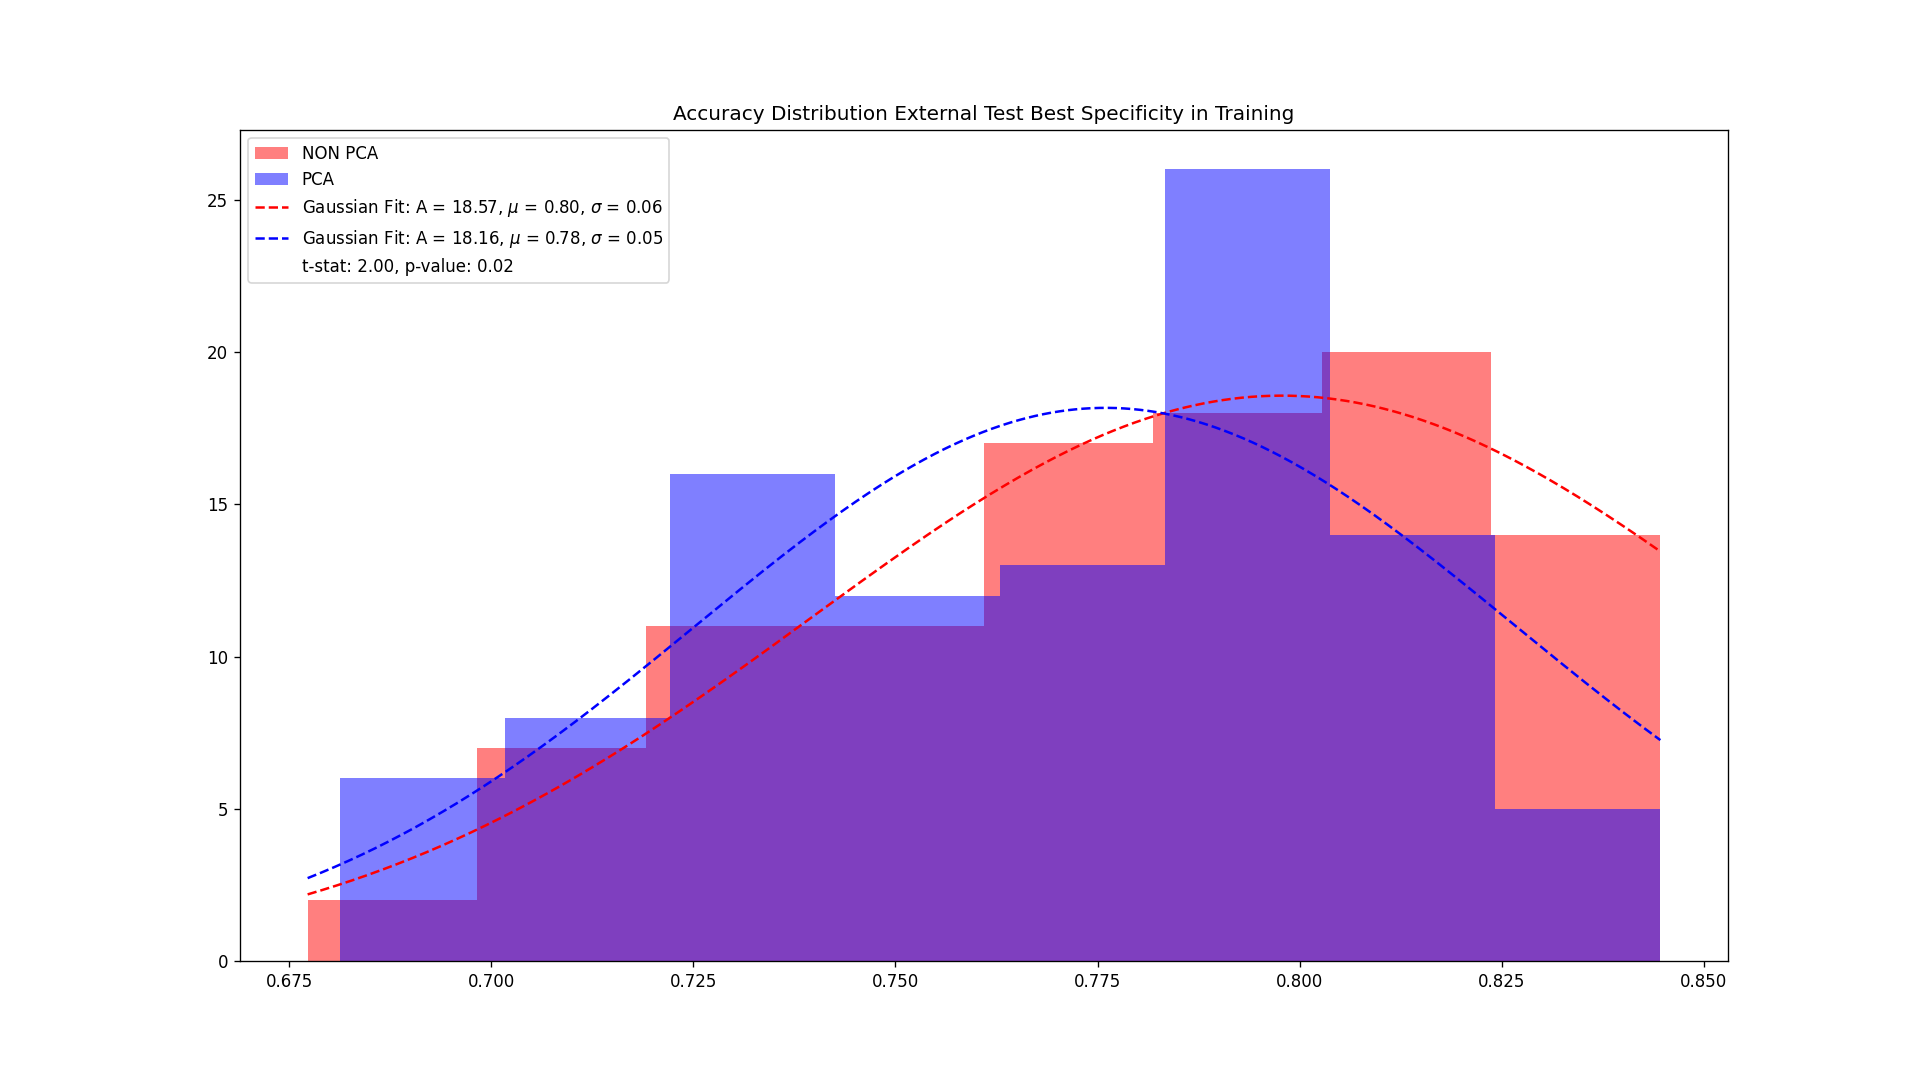 Accuracy Distribution External Test Best Specificity in Training
NON PCA
PCA
Gaussian Fit: A = 18.57, μ = 0.80, σ = 0.06
Gaussian Fit: A = 18.16, μ = 0.78, σ = 0.05
t-stat: 2.00, p-value: 0.02
25
20
15
10
5
0
0.675 0.700 0.725 0.750 0.775 0.800 0.825 0.850